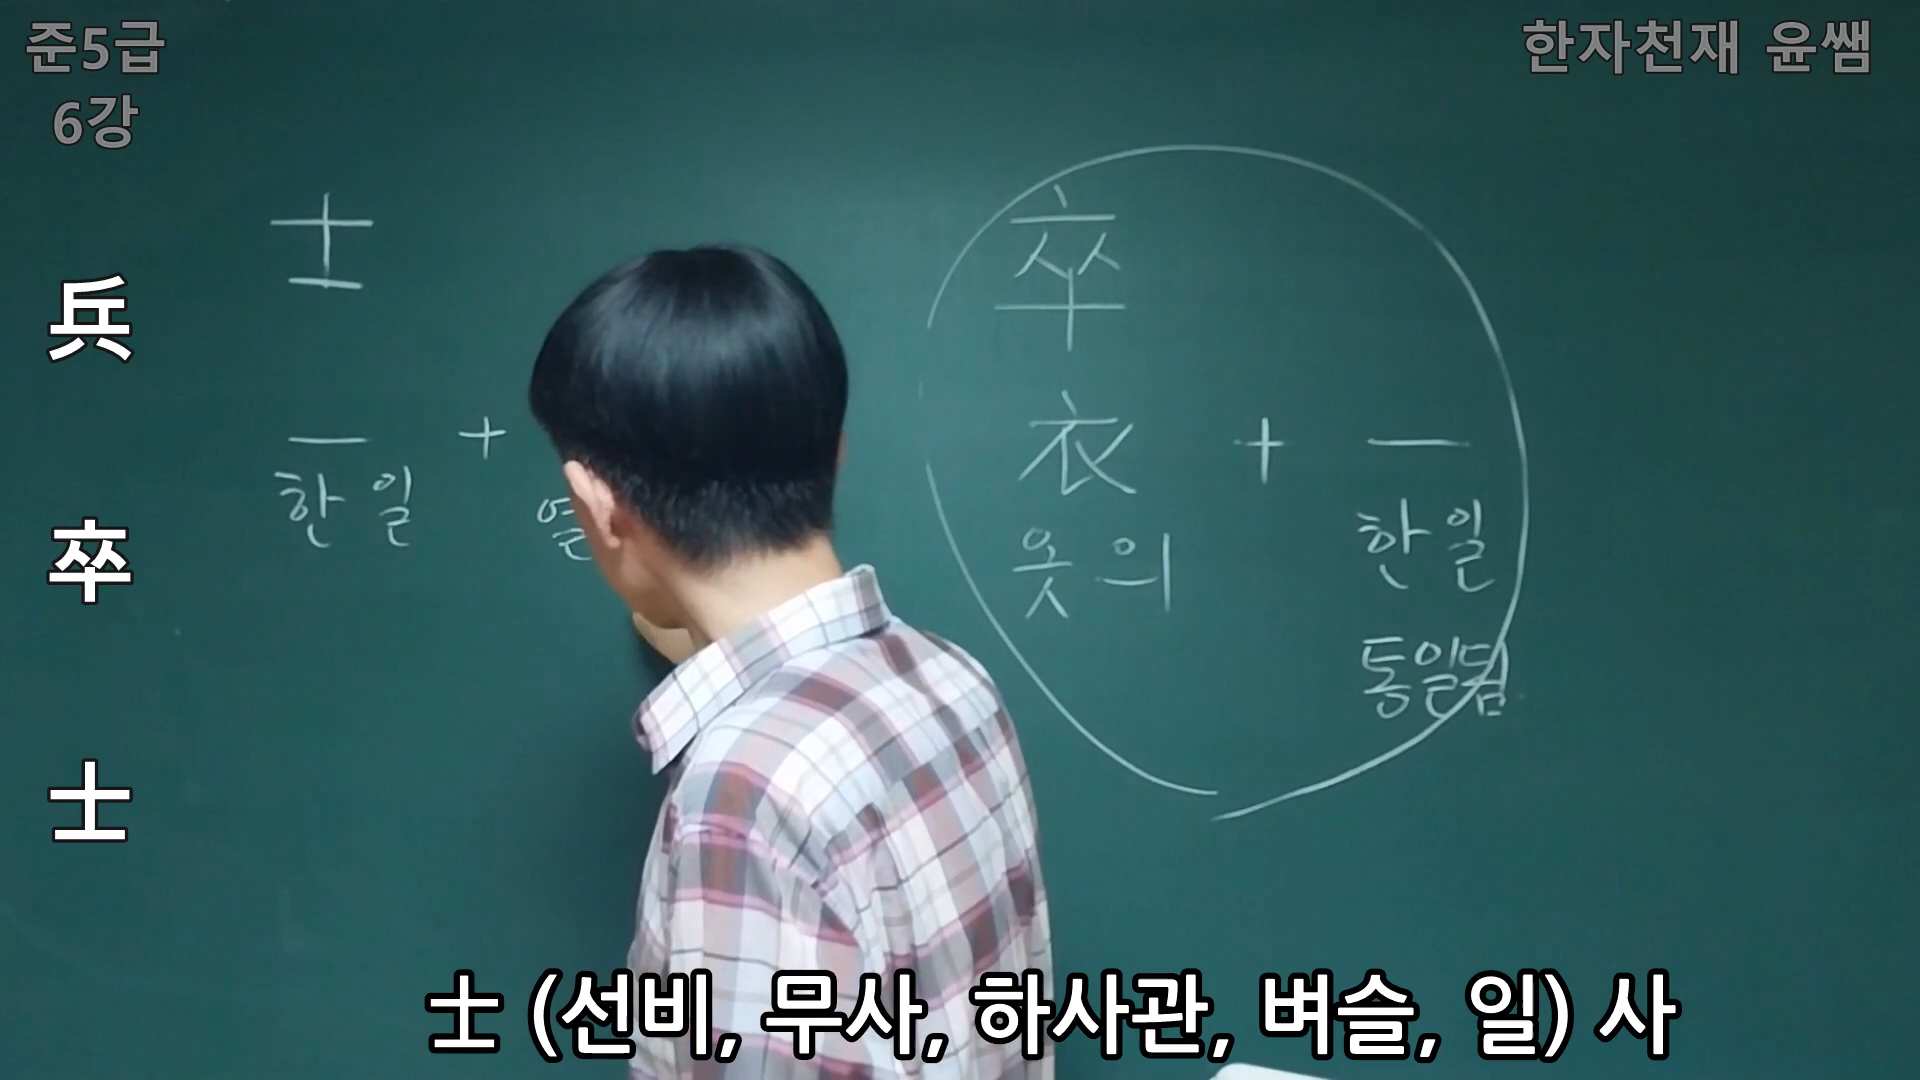 준5급
6강
한자천재 윤쌤
兵
卒
士
士
一 +
한 일
卒
衣 + 一
옷 의 한 일
통일됨
士 (선비, 무사, 하사관, 벼슬, 일) 사